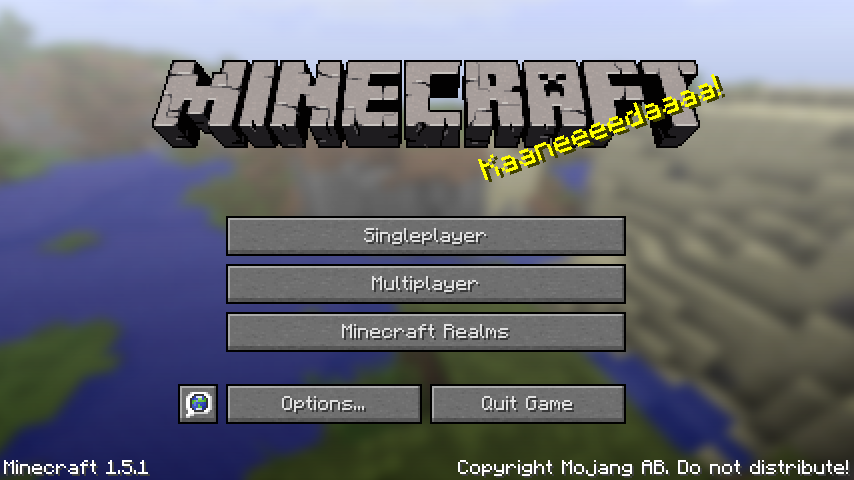 MINECRAFT
Kaaneeeedaaaa!
Singleplayer
Multiplayer
Minecraft Realms
Options...
Quit Game
Minecraft 1.5.1
Copyright Mojang AB. Do not distribute!